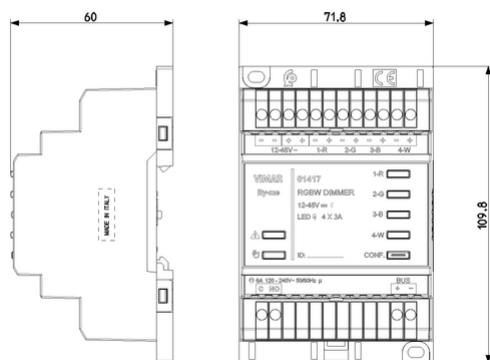 60
71.8
109.8
MADE IN ITALY
- - + + - + - + - + - +
12-48V 1-R 2-G 3-B 4-W
VIMAR
By-me
01417
RGBW DIMMER
12-48V
LED 4 X 3A
ID:
1-R
2-G
3-B
4-W
CONF.
6A 120-240V~ 50/60Hz
C NO
BUS
+ -
CE